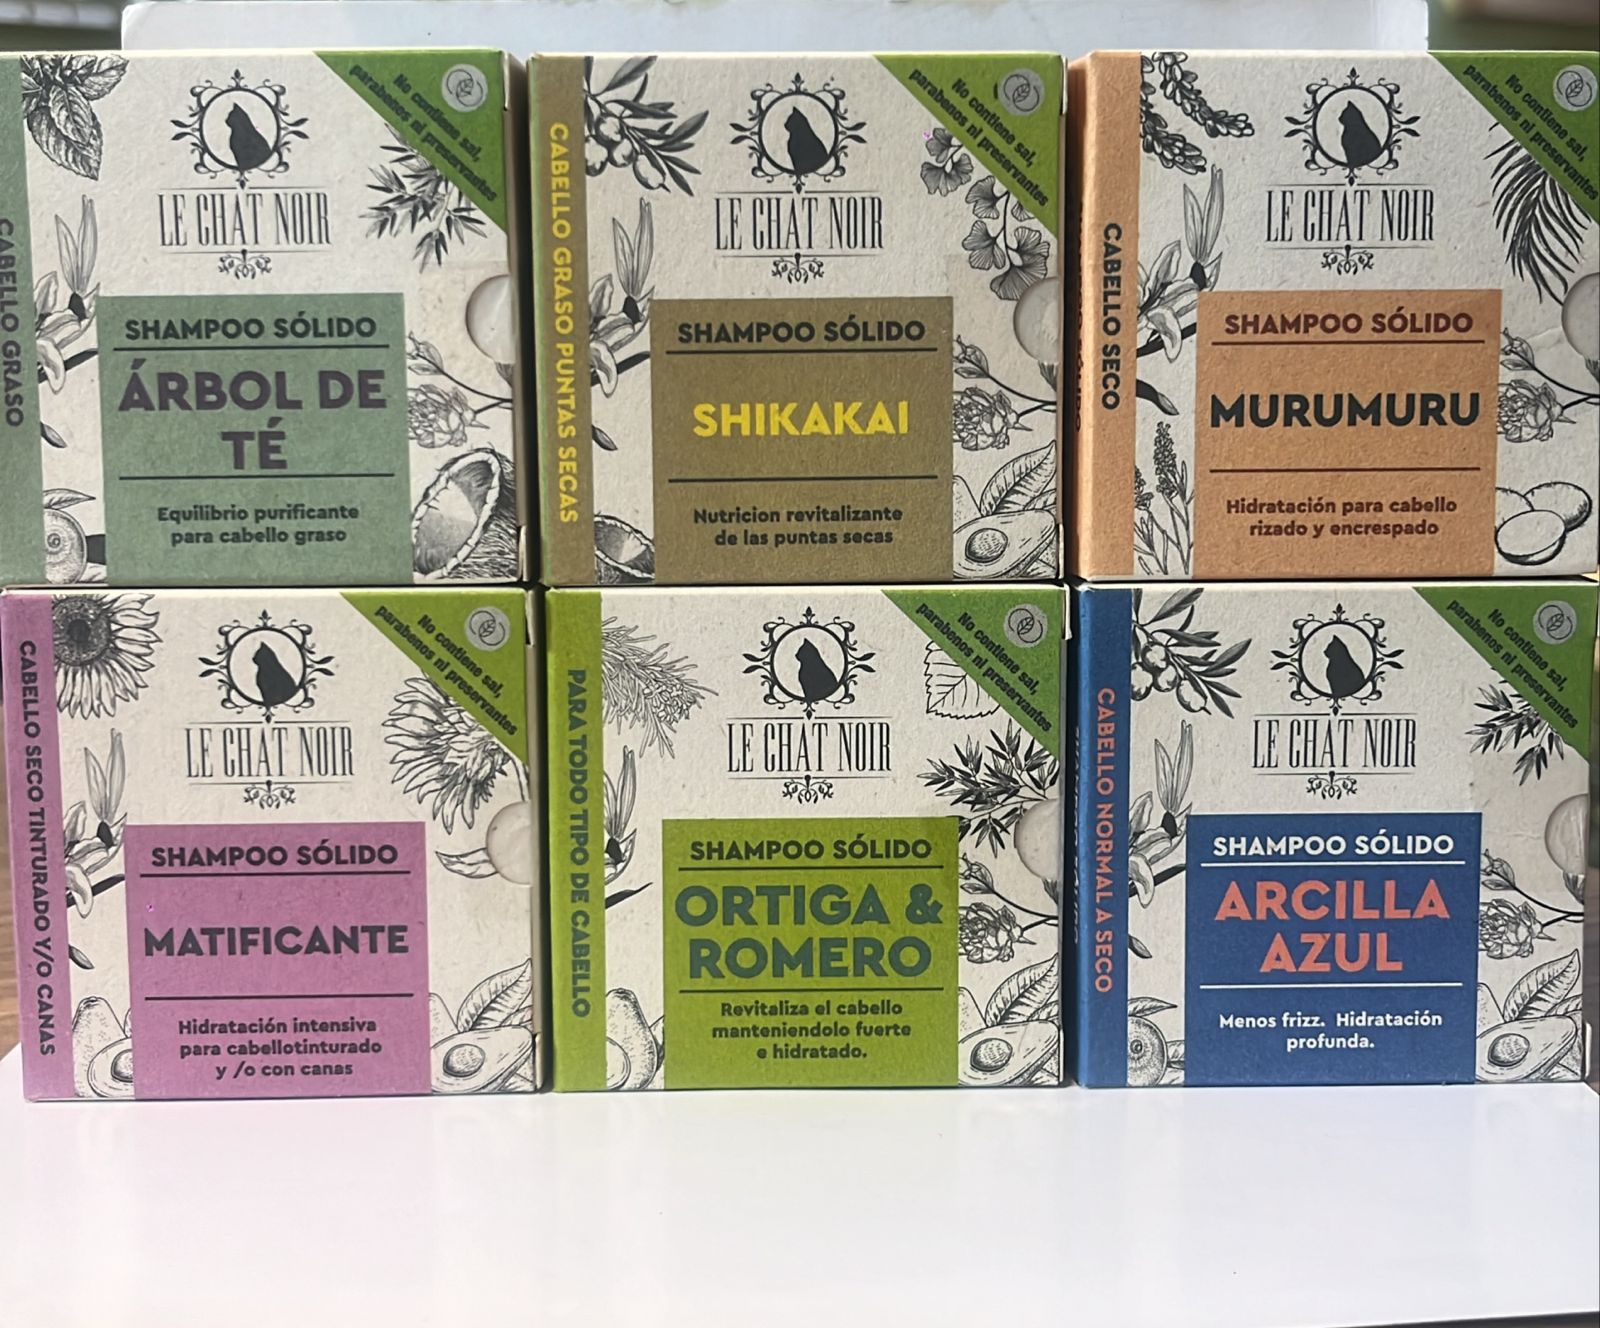 CABELLO GRASO
No contiene sal,
parabenos ni preservantes
LE CHAT NOIR
SHAMPOO SÓLIDO
ÁRBOL DE
TÉ
Equilibrio purificante
para cabello graso
CABELLO GRASO PUNTAS SECAS
No contiene sal,
parabenos ni preservantes
LE CHAT NOIR
SHAMPOO SÓLIDO
SHIKAKAI
Nutricion revitalizante
de las puntas secas
CABELLO SECO
No contiene sal,
parabenos ni preservantes
LE CHAT NOIR
SHAMPOO SÓLIDO
MURUMURU
Hidratación para cabello
rizado y encrespado
CABELLO SECO TINTURADO Y/O CANAS
No contiene sal,
parabenos ni preservantes
LE CHAT NOIR
SHAMPOO SÓLIDO
MATIFICANTE
Hidratación intensiva
para cabellotinturado
y /o con canas
PARA TODO TIPO DE CABELLO
No contiene sal,
parabenos ni preservantes
LE CHAT NOIR
SHAMPOO SÓLIDO
ORTIGA &
ROMERO
Revitaliza el cabello
manteniendolo fuerte
e hidratado.
CABELLO NORMAL A SECO
No contiene sal,
parabenos ni preservantes
LE CHAT NOIR
SHAMPOO SÓLIDO
ARCILLA
AZUL
Menos frizz. Hidratación
profunda.